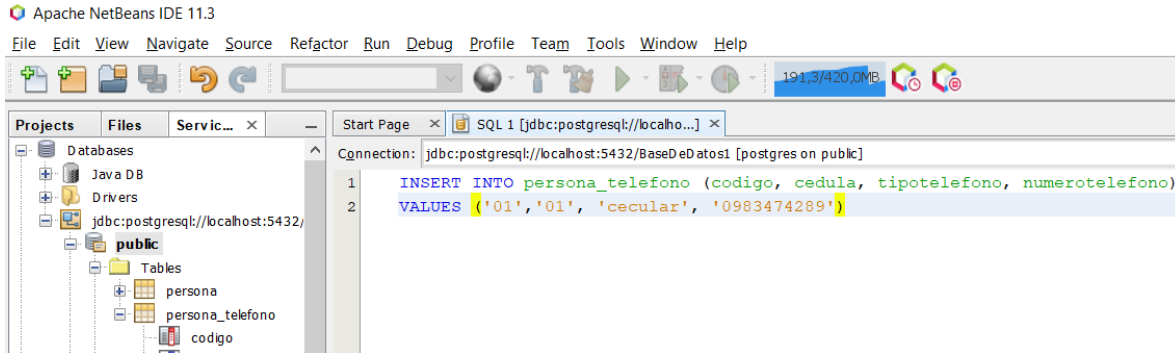 Apache NetBeans IDE 11.3
File Edit View Navigate Source Refactor Run Debug Profile Team Tools Window Help
191,3/420,0MB
Projects Files Servic... × –
Start Page × SQL 1 [jdbc:postgresql://localho...] ×
Connection: jdbc:postgresql://localhost:5432/BaseDeDatos1 [postgres on public]
Databases
Java DB
Drivers
jdbc:postgresql://localhost:5432/
public
Tables
persona
persona_telefono
codigo
1 INSERT INTO persona_telefono (codigo, cedula, tipotelefono, numerotelefono)
2 VALUES ('01','01', 'cecular', '0983474289')